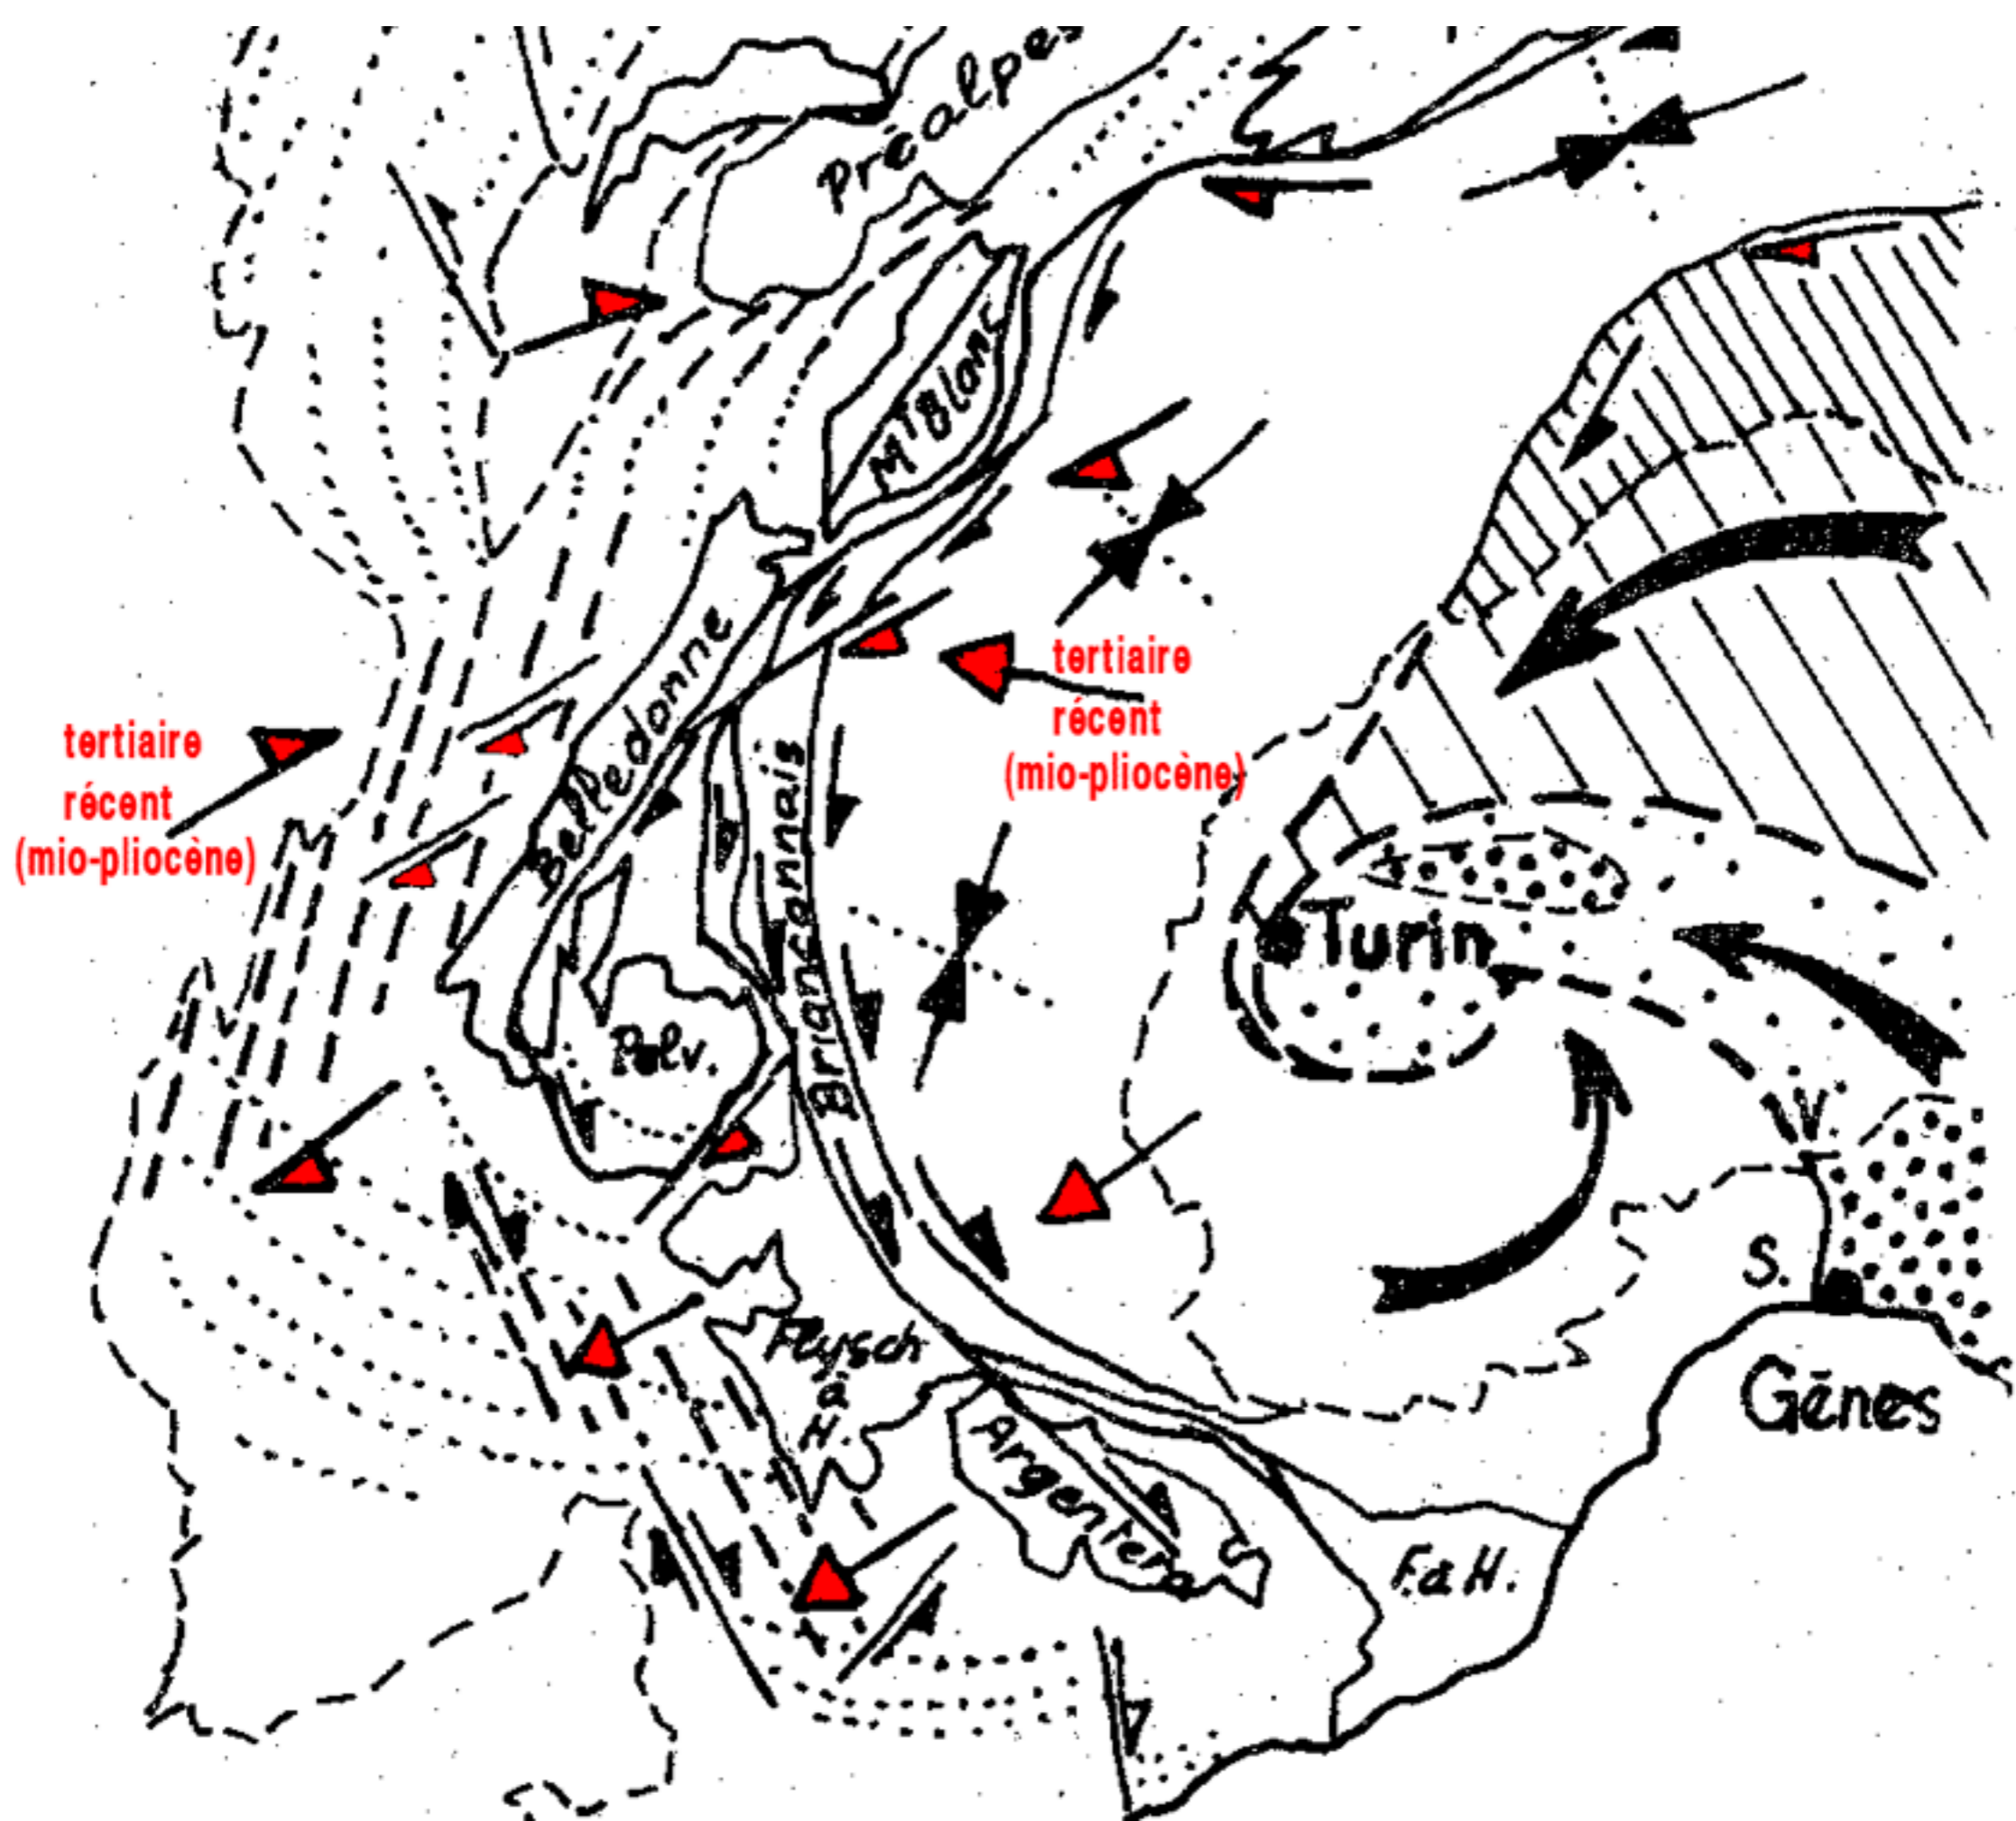 Préalpes
Mt Blanc
Belledonne
tertiaire
récent
(mio-pliocène)
tertiaire
récent
(mio-pliocène)
Briançonnais
Turin
Pelv.
S.
Gênes
Flysch
à
H.
Argentera
F.à H.